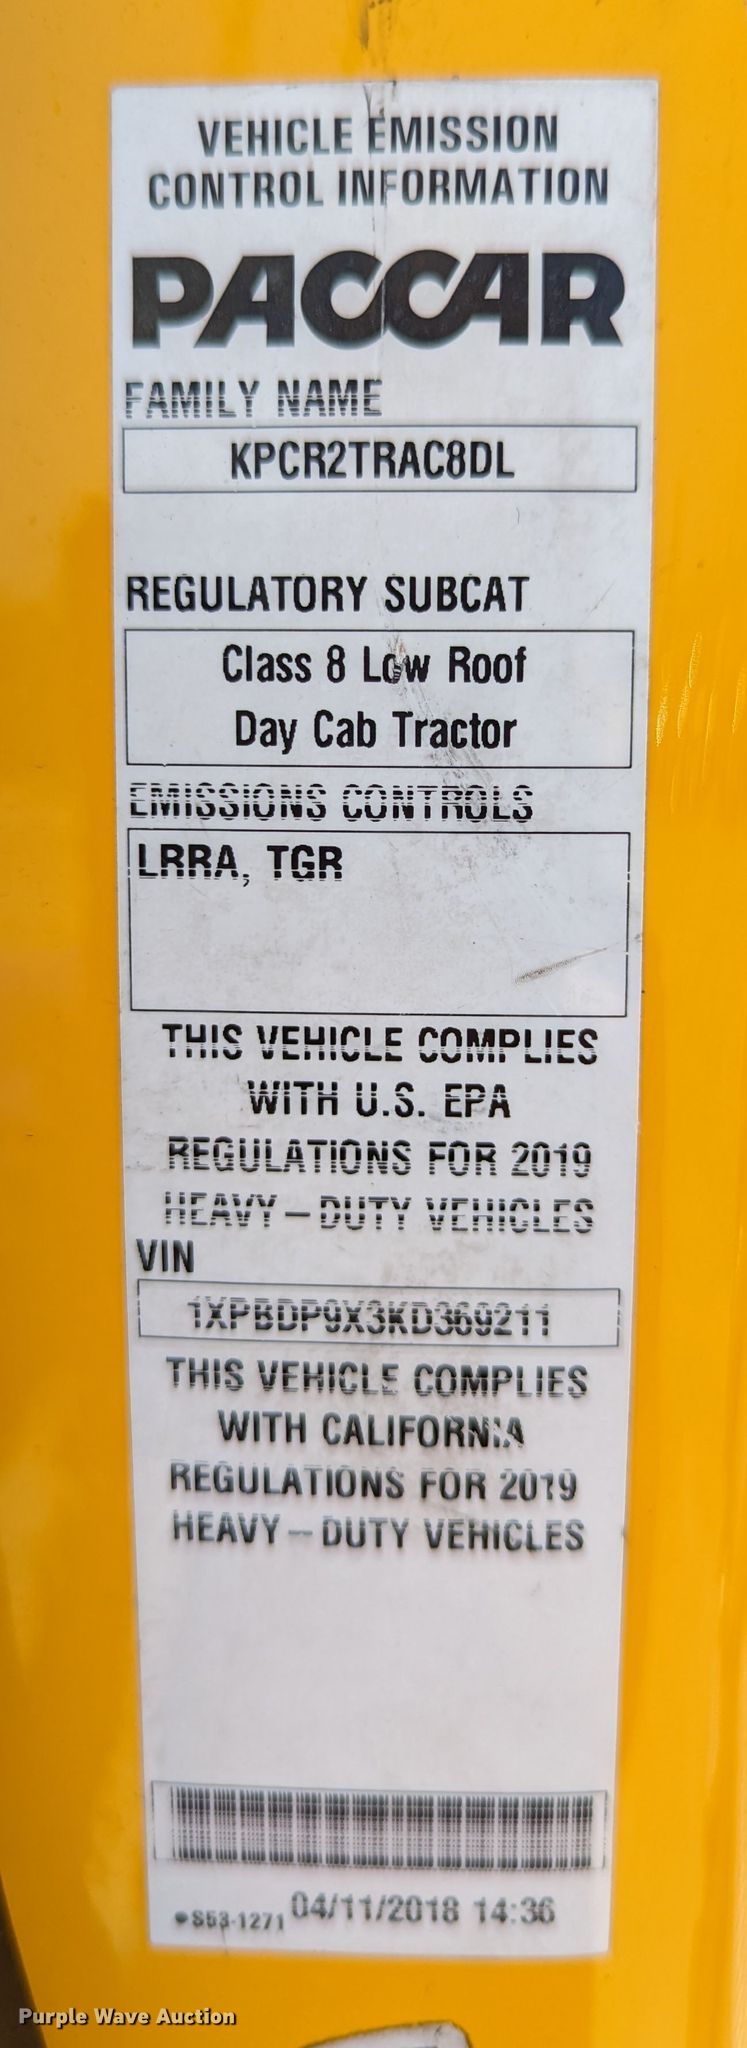 VEHICLE EMISSION
CONTROL INFORMATION
PACCAR
FAMILY NAME
KPCR2TRAC8DL
REGULATORY SUBCAT
Class 8 Low Roof
Day Cab Tractor
EMISSIONS CONTROLS
LRRA, TGR
THIS VEHICLE COMPLIES
WITH U.S. EPA
REGULATIONS FOR 2019
HEAVY – DUTY VEHICLES
VIN
1XPBDP9X3KD369211
THIS VEHICLE COMPLIES
WITH CALIFORNIA
REGULATIONS FOR 2019
HEAVY – DUTY VEHICLES
•S53-1271 04/11/2018 14:36
Purple Wave Auction